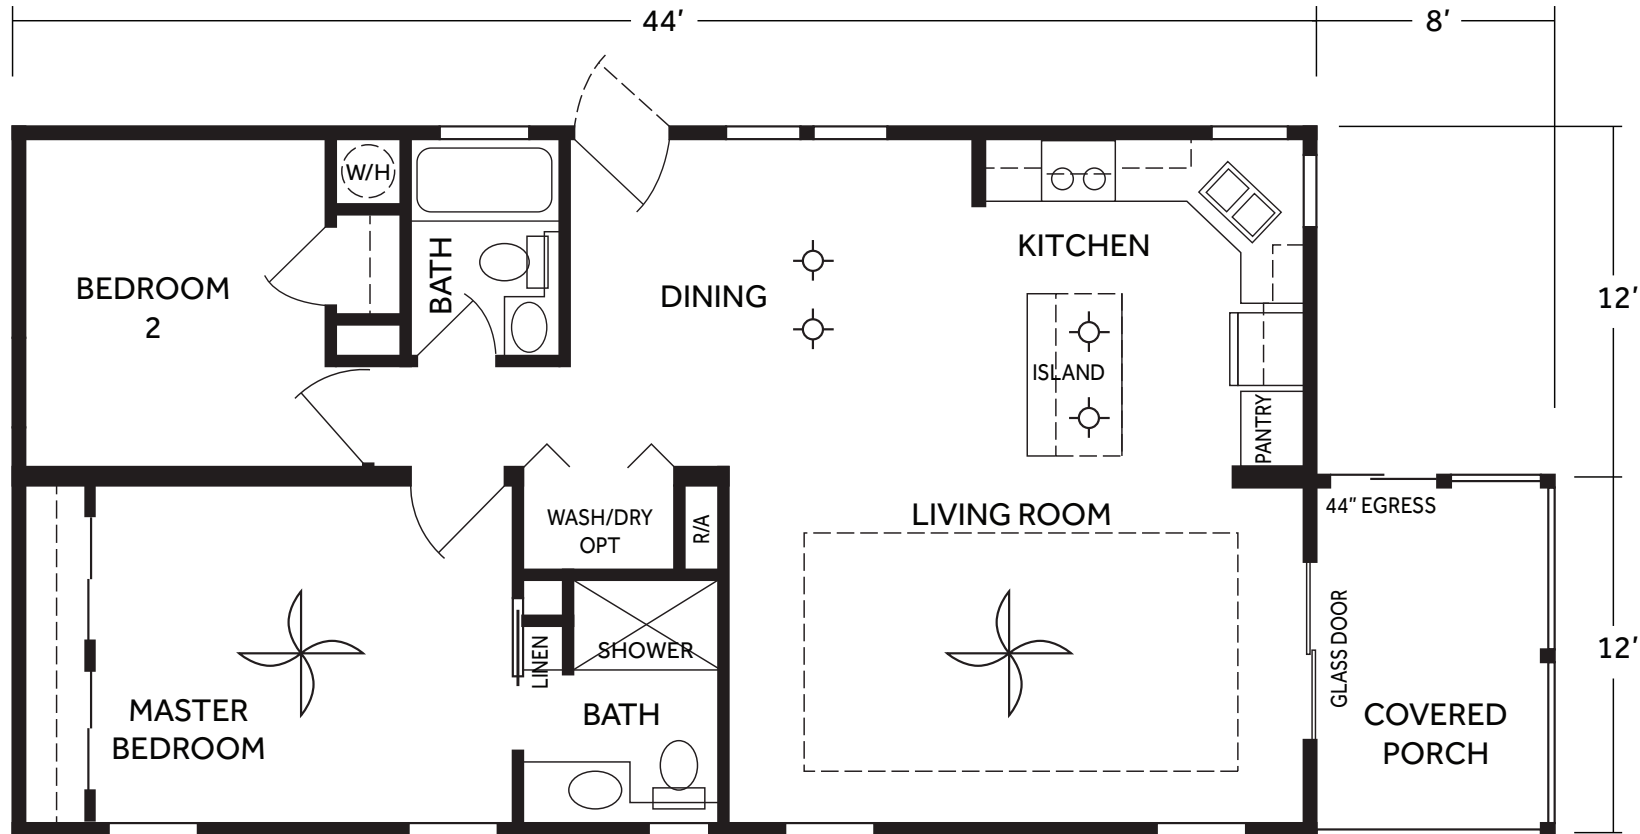 44'
8'
W/H
BEDROOM
2
BATH
DINING
KITCHEN
12'
ISLAND
PANTRY
WASH/DRY
OPT
R/A
LIVING ROOM
44" EGRESS
LINEN
SHOWER
GLASS DOOR
12'
MASTER
BEDROOM
BATH
COVERED
PORCH